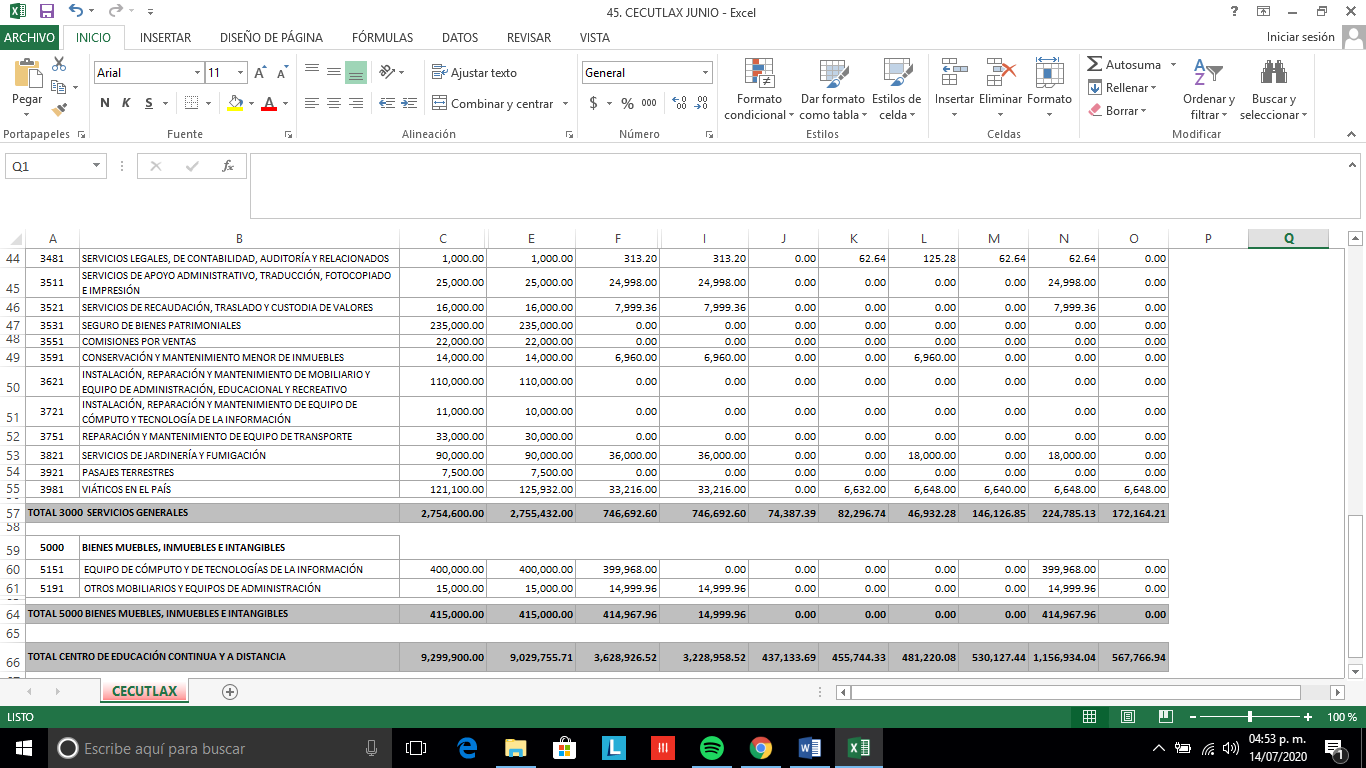 45. CECUTLAX JUNIO - Excel
ARCHIVO INICIO INSERTAR DISEÑO DE PÁGINA FÓRMULAS DATOS REVISAR VISTA Iniciar sesión
Pegar
Portapapeles
Arial 11
N K S
Fuente
Ajustar texto
Combinar y centrar
Alineación
General
$ % 000
Número
Formato condicional
Dar formato como tabla
Estilos de celda
Estilos
Insertar Eliminar Formato
Celdas
Autosuma
Rellenar
Borrar
Ordenar y filtrar
Buscar y seleccionar
Modificar
Q1
A B C E F I J K L M N O P Q
44 3481 SERVICIOS LEGALES, DE CONTABILIDAD, AUDITORÍA Y RELACIONADOS 1,000.00 1,000.00 313.20 313.20 0.00 62.64 125.28 62.64 62.64 0.00
45 3511 SERVICIOS DE APOYO ADMINISTRATIVO, TRADUCCIÓN, FOTOCOPIADO
E IMPRESIÓN 25,000.00 25,000.00 24,998.00 24,998.00 0.00 0.00 0.00 0.00 24,998.00 0.00
46 3521 SERVICIOS DE RECAUDACIÓN, TRASLADO Y CUSTODIA DE VALORES 16,000.00 16,000.00 7,999.36 7,999.36 0.00 0.00 0.00 0.00 7,999.36 0.00
47 3531 SEGURO DE BIENES PATRIMONIALES 235,000.00 235,000.00 0.00 0.00 0.00 0.00 0.00 0.00 0.00 0.00
48 3551 COMISIONES POR VENTAS 22,000.00 22,000.00 0.00 0.00 0.00 0.00 0.00 0.00 0.00 0.00
49 3591 CONSERVACIÓN Y MANTENIMIENTO MENOR DE INMUEBLES 14,000.00 14,000.00 6,960.00 6,960.00 0.00 0.00 6,960.00 0.00 0.00 0.00
50 3621 INSTALACIÓN, REPARACIÓN Y MANTENIMIENTO DE MOBILIARIO Y
EQUIPO DE ADMINISTRACIÓN, EDUCACIONAL Y RECREATIVO 110,000.00 110,000.00 0.00 0.00 0.00 0.00 0.00 0.00 0.00 0.00
51 3721 INSTALACIÓN, REPARACIÓN Y MANTENIMIENTO DE EQUIPO DE
CÓMPUTO Y TECNOLOGÍA DE LA INFORMACIÓN 11,000.00 10,000.00 0.00 0.00 0.00 0.00 0.00 0.00 0.00 0.00
52 3751 REPARACIÓN Y MANTENIMIENTO DE EQUIPO DE TRANSPORTE 33,000.00 30,000.00 0.00 0.00 0.00 0.00 0.00 0.00 0.00 0.00
53 3821 SERVICIOS DE JARDINERÍA Y FUMIGACIÓN 90,000.00 90,000.00 36,000.00 36,000.00 0.00 0.00 18,000.00 0.00 18,000.00 0.00
54 3921 PASAJES TERRESTRES 7,500.00 7,500.00 0.00 0.00 0.00 0.00 0.00 0.00 0.00 0.00
55 3981 VIÁTICOS EN EL PAÍS 121,100.00 125,932.00 33,216.00 33,216.00 0.00 6,632.00 6,648.00 6,640.00 6,648.00 6,648.00
57 TOTAL 3000 SERVICIOS GENERALES 2,754,600.00 2,755,432.00 746,692.60 746,692.60 74,387.39 82,296.74 46,932.28 146,126.85 224,785.13 172,164.21
58
59 5000 BIENES MUEBLES, INMUEBLES E INTANGIBLES
60 5151 EQUIPO DE CÓMPUTO Y DE TECNOLOGÍAS DE LA INFORMACIÓN 400,000.00 400,000.00 399,968.00 0.00 0.00 0.00 0.00 0.00 399,968.00 0.00
61 5191 OTROS MOBILIARIOS Y EQUIPOS DE ADMINISTRACIÓN 15,000.00 15,000.00 14,999.96 14,999.96 0.00 0.00 0.00 0.00 14,999.96 0.00
64 TOTAL 5000 BIENES MUEBLES, INMUEBLES E INTANGIBLES 415,000.00 415,000.00 414,967.96 14,999.96 0.00 0.00 0.00 0.00 414,967.96 0.00
65
66 TOTAL CENTRO DE EDUCACIÓN CONTINUA Y A DISTANCIA 9,299,900.00 9,029,755.71 3,628,926.52 3,228,958.52 437,133.69 455,744.33 481,220.08 530,127.44 1,156,934.04 567,766.94
CECUTLAX
LISTO 100 %
Escribe aquí para buscar
04:53 p. m.
14/07/2020
1